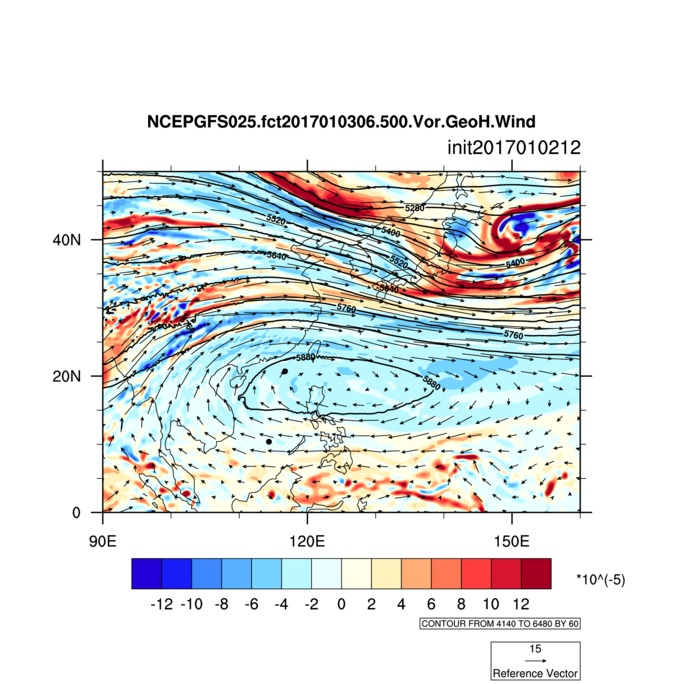 NCEPGFS025.fct2017010306.500.Vor.GeoH.Wind
init2017010212
5280
5520
5400
40N
5640
5520
5400
5640
5760
5760
5880
20N
5880
0
90E 120E 150E
-12 -10 -8 -6 -4 -2 0 2 4 6 8 10 12
*10^(-5)
CONTOUR FROM 4140 TO 6480 BY 60
15
Reference Vector